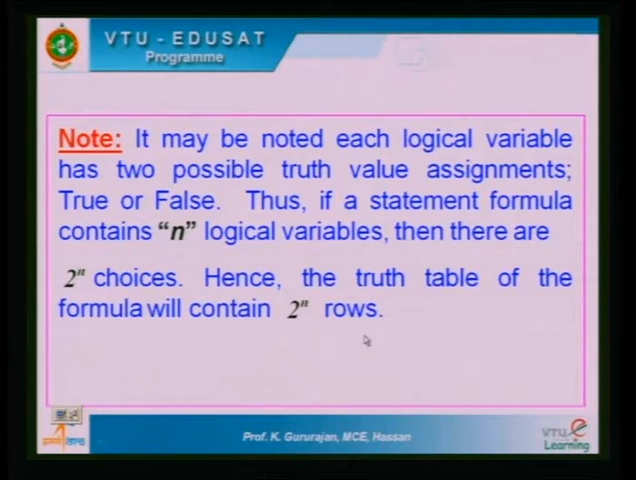 VTU - EDUSAT
Programme
Note: It may be noted each logical variable
has two possible truth value assignments;
True or False. Thus, if a statement formula
contains “n” logical variables, then there are
2ⁿ choices. Hence, the truth table of the
formula will contain 2ⁿ rows.
Prof. K. Gururajan, MCE, Hassan
VTU e
Learning